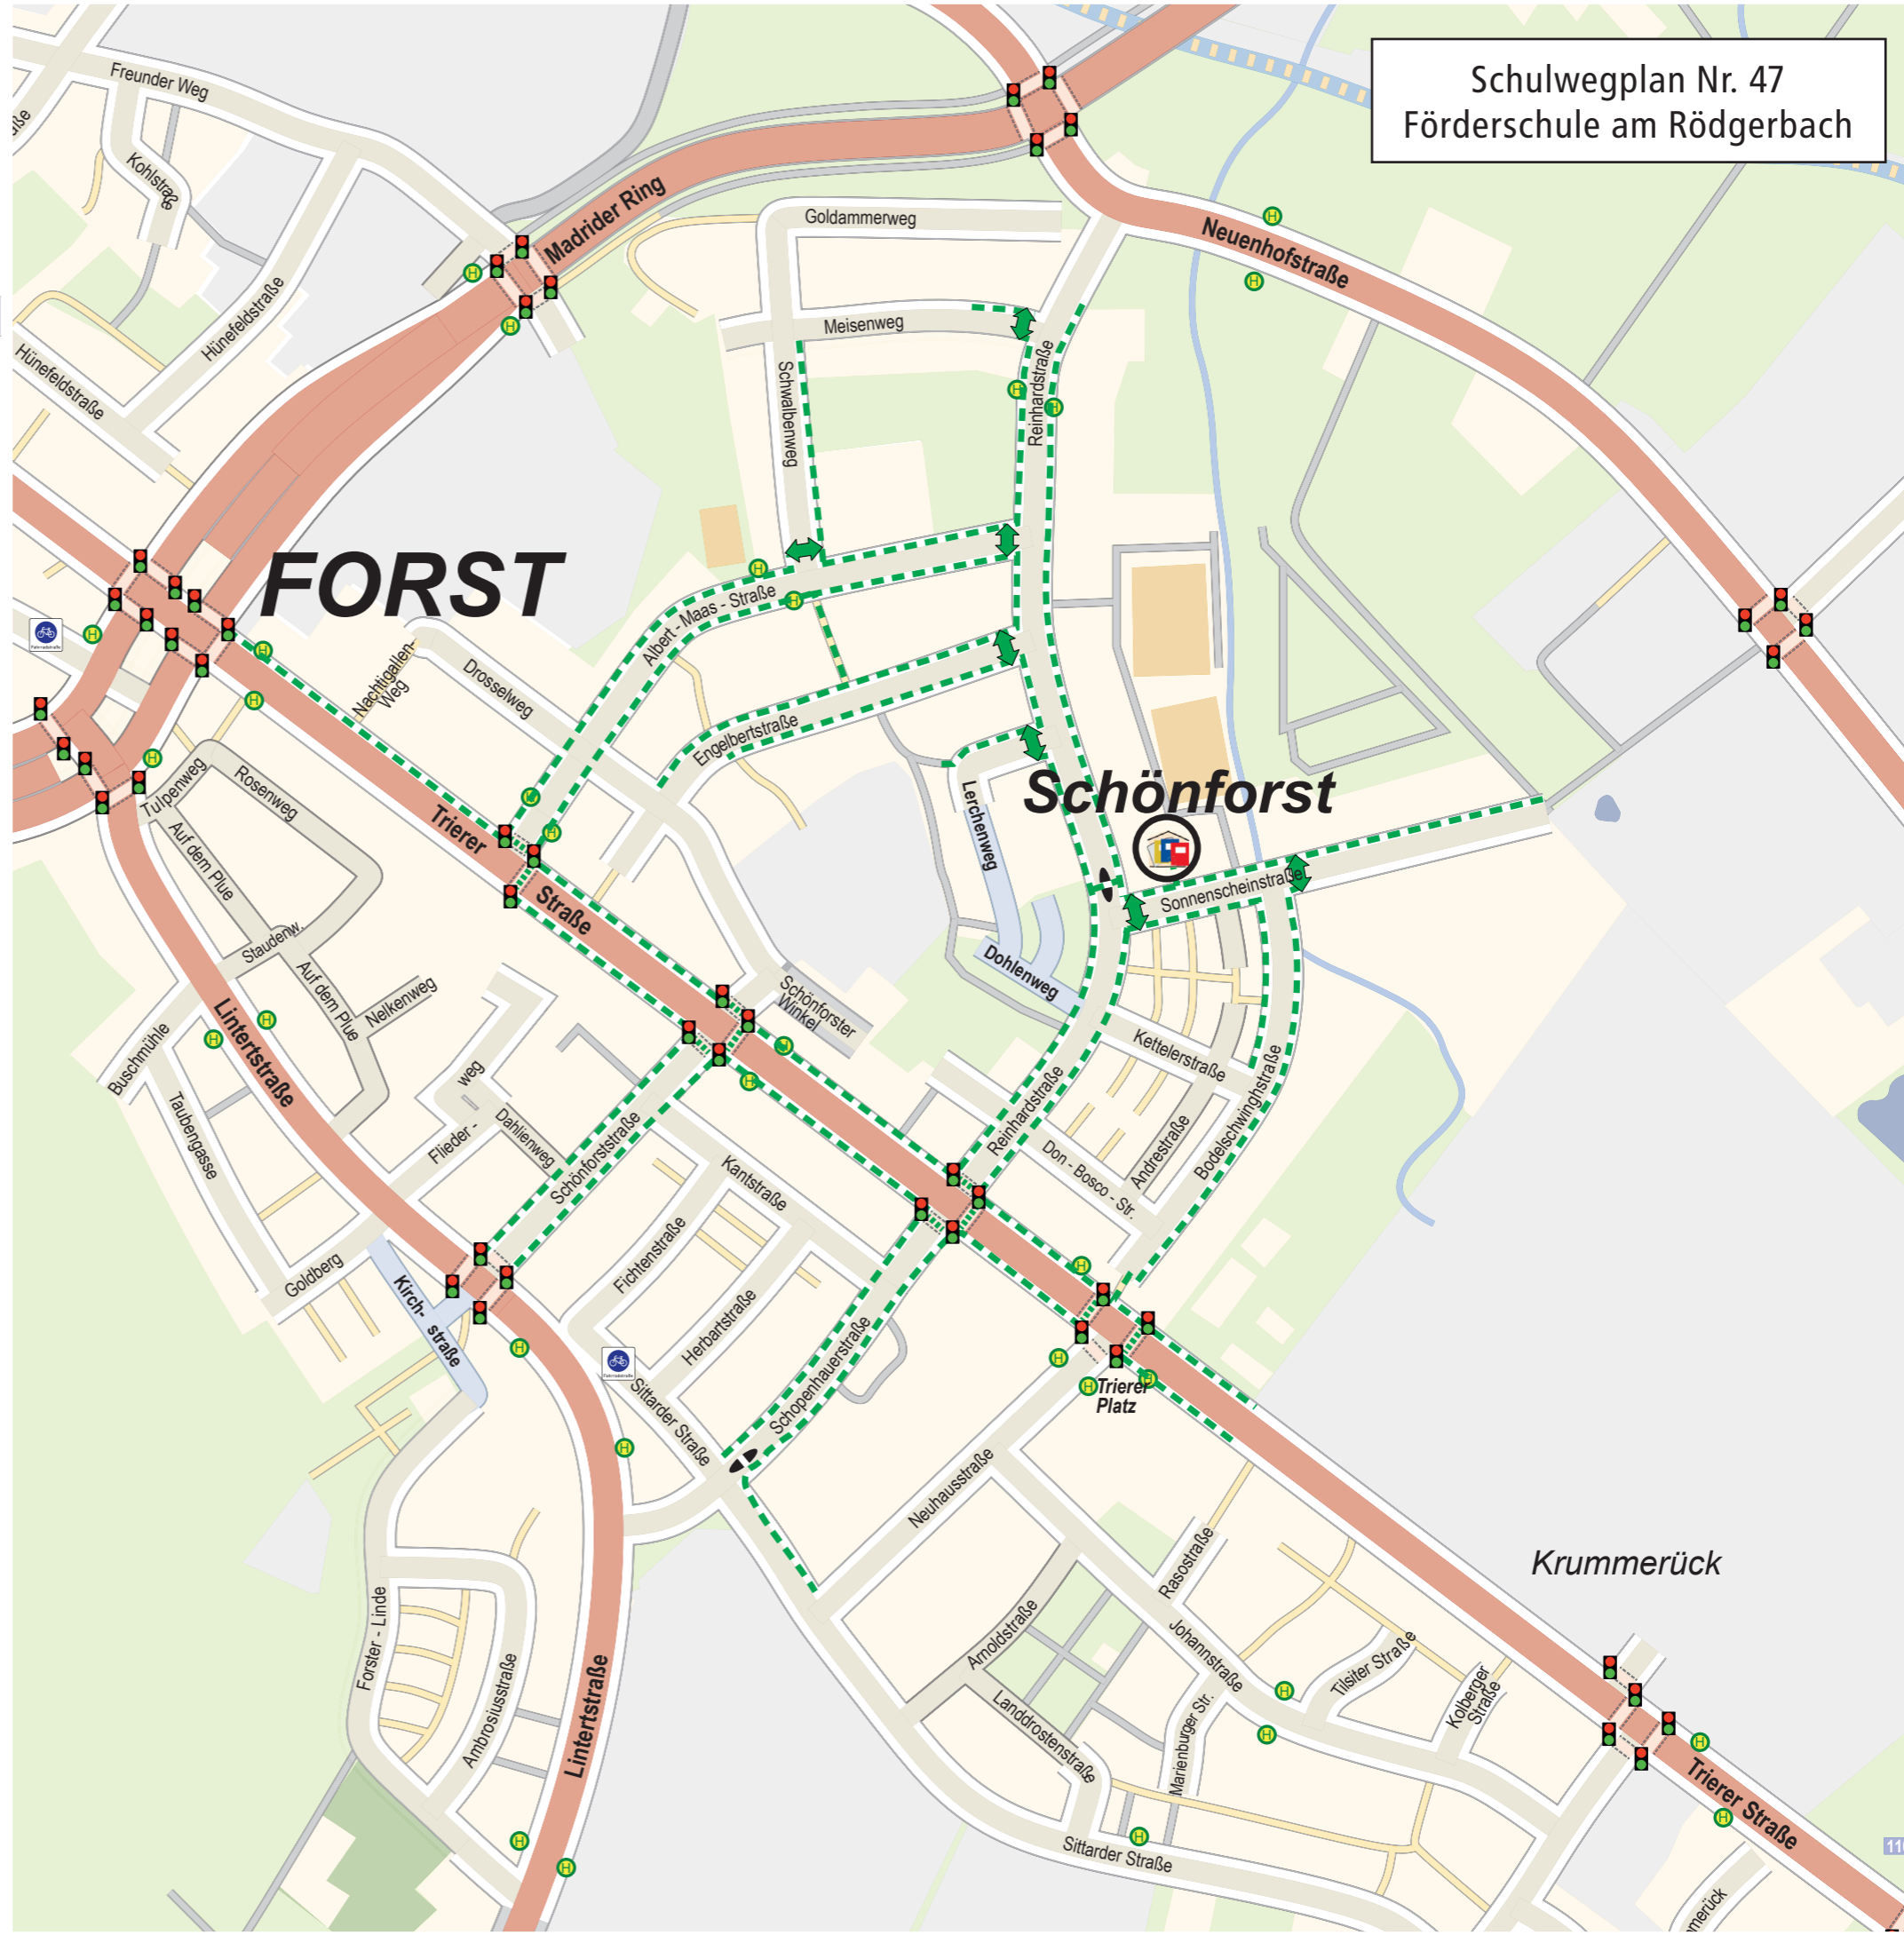 Schulwegplan Nr. 47
Förderschule am Rödgerbach
Freunder Weg
Kohlstraße
Madrider Ring
Goldammerweg
Neuenhofstraße
Hünefeldstraße
Hünefeldstraße
Meisenweg
Schwalbenweg
Reinhardstraße
FORST
Albert - Maas - Straße
Nachtigallen-
Weg
Drosselweg
Engelbertstraße
Schönforst
Tulpenweg
Rosenweg
Trierer
Straße
Lerchenweg
Auf dem Plue
Sonnenscheinstraße
Staudenw.
Auf dem Plue
Nelkenweg
Dohlenweg
Schönforster
Winkel
Lintertstraße
Buschmühle
Kettelerstraße
weg
Flieder -
Taubengasse
Dahlienweg
Schönforststraße
Reinhardstraße
Bodelschwinghstraße
Andrestraße
Don - Bosco - Str.
Kantstraße
Fichtenstraße
Goldberg
Kirch-
straße
Herbartstraße
Schopenhauerstraße
Sittarder Straße
Trierer
Platz
Neuhausstraße
Rasostraße
Krummerück
Forster - Linde
Arnoldstraße
Johannstraße
Tilsiter Straße
Kolberger
Straße
Ambrosiusstraße
Lintertstraße
Landdrostenstraße
Marienburger Str.
Trierer Straße
Sittarder Straße
merück